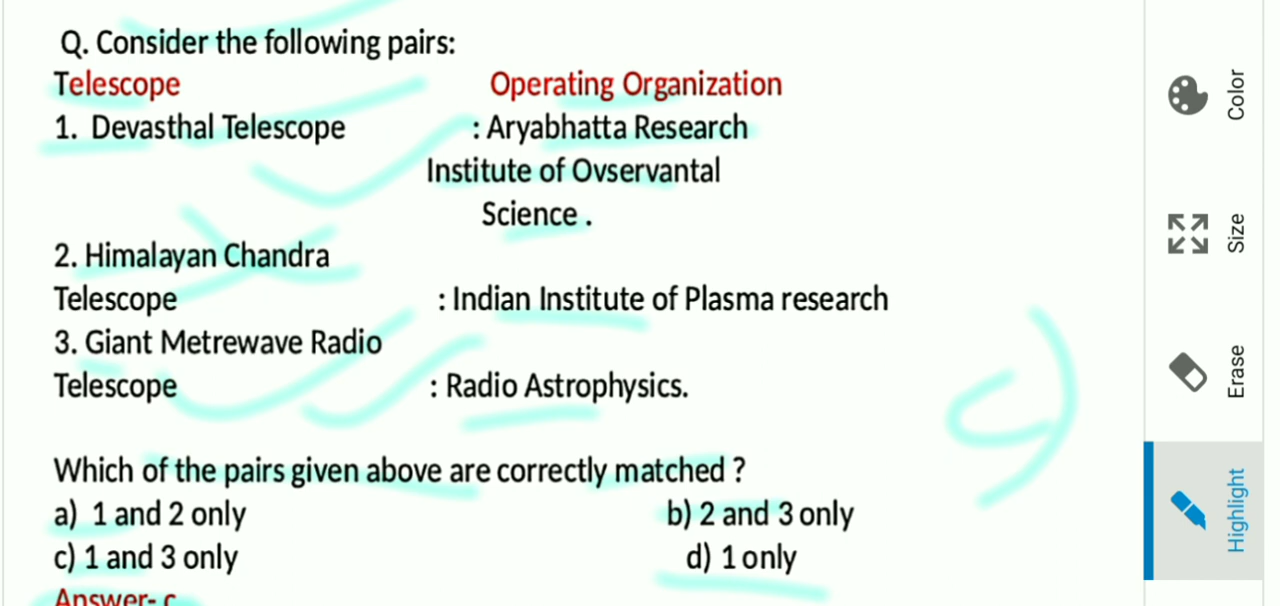 Q. Consider the following pairs:
Telescope Operating Organization
1. Devasthal Telescope : Aryabhatta Research
Institute of Ovservantal
Science .
2. Himalayan Chandra
Telescope : Indian Institute of Plasma research
3. Giant Metrewave Radio
Telescope : Radio Astrophysics.
Which of the pairs given above are correctly matched ?
a) 1 and 2 only b) 2 and 3 only
c) 1 and 3 only d) 1 only
Answer- c
Color
Size
Erase
Highlight